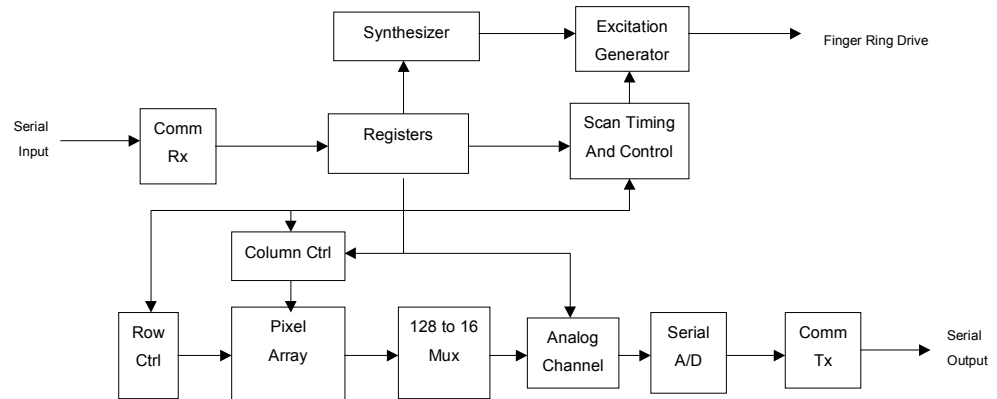 Synthesizer
Excitation
Generator
Finger Ring Drive
Serial
Input
Comm
Rx
Registers
Scan Timing
And Control
Column Ctrl
Row
Ctrl
Pixel
Array
128 to 16
Mux
Analog
Channel
Serial
A/D
Comm
Tx
Serial
Output